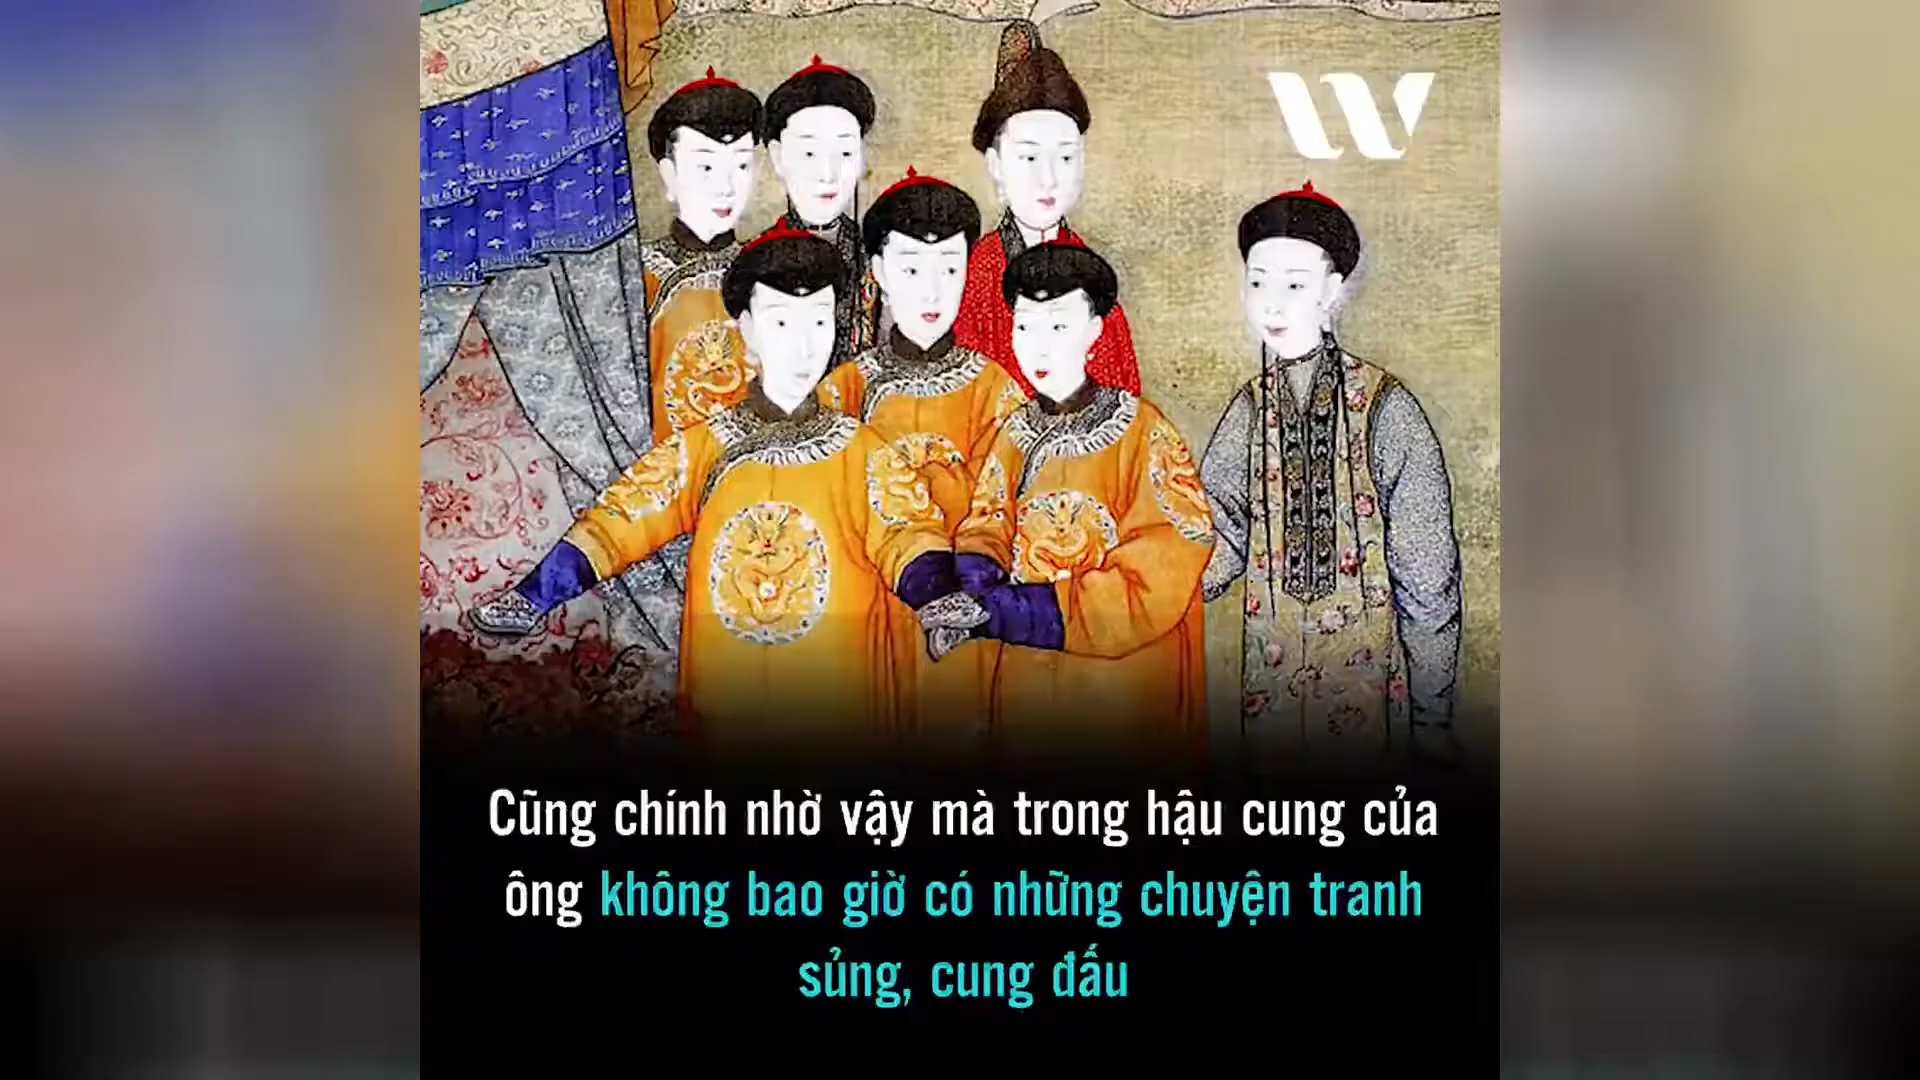 Cũng chính nhờ vậy mà trong hậu cung của
ông không bao giờ có những chuyện tranh
sủng, cung đấu